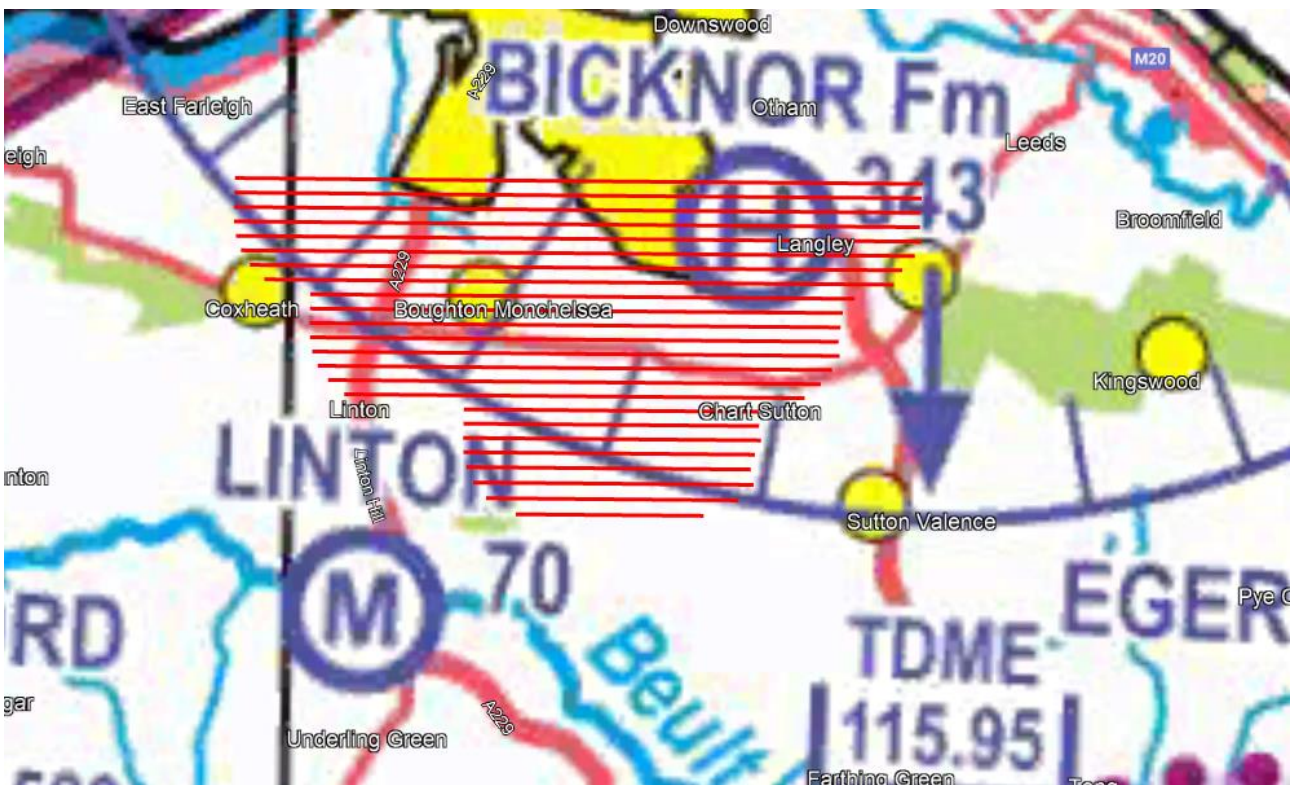 Downswood
BICKNOR Fm
M20
A229
East Farleigh
Otham
Leeds
eigh
343
H
Langley
Broomfield
A229
Coxheath
Boughton Monchelsea
Kingswood
Linton
Chart Sutton
LINTON
Linton Hill
nton
Sutton Valence
70
M
EGER
Pye
RD
Beult
TDME
gar
A229
115.95
Underling Green
Farthing Green
Tong